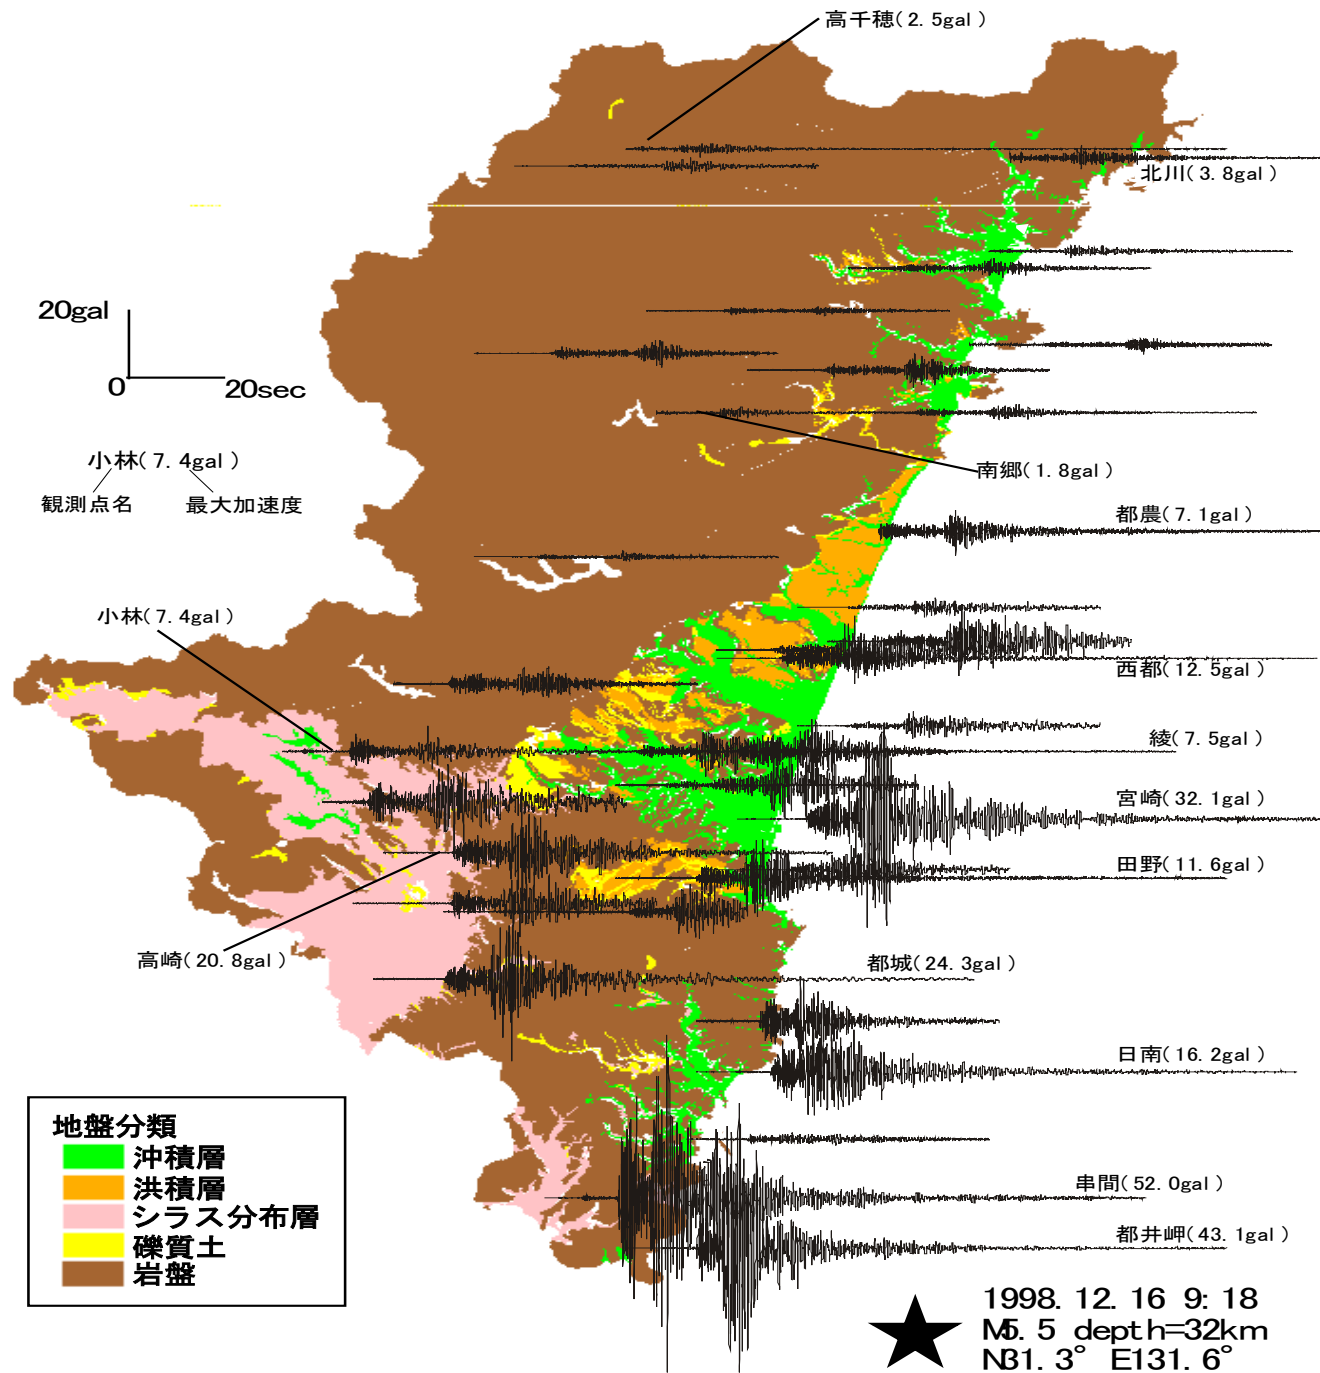 高千穂(2.5gal)
北川(3.8gal)
20gal
0
20sec
小林(7.4gal)
観測点名
最大加速度
南郷(1.8gal)
都農(7.1gal)
小林(7.4gal)
西都(12.5gal)
綾(7.5gal)
宮崎(32.1gal)
田野(11.6gal)
高崎(20.8gal)
都城(24.3gal)
日南(16.2gal)
地盤分類
沖積層
洪積層
シラス分布層
礫質土
岩盤
串間(52.0gal)
都井岬(43.1gal)
1998.12.16 9:18
M5.5 depth=32km
N31.3° E131.6°